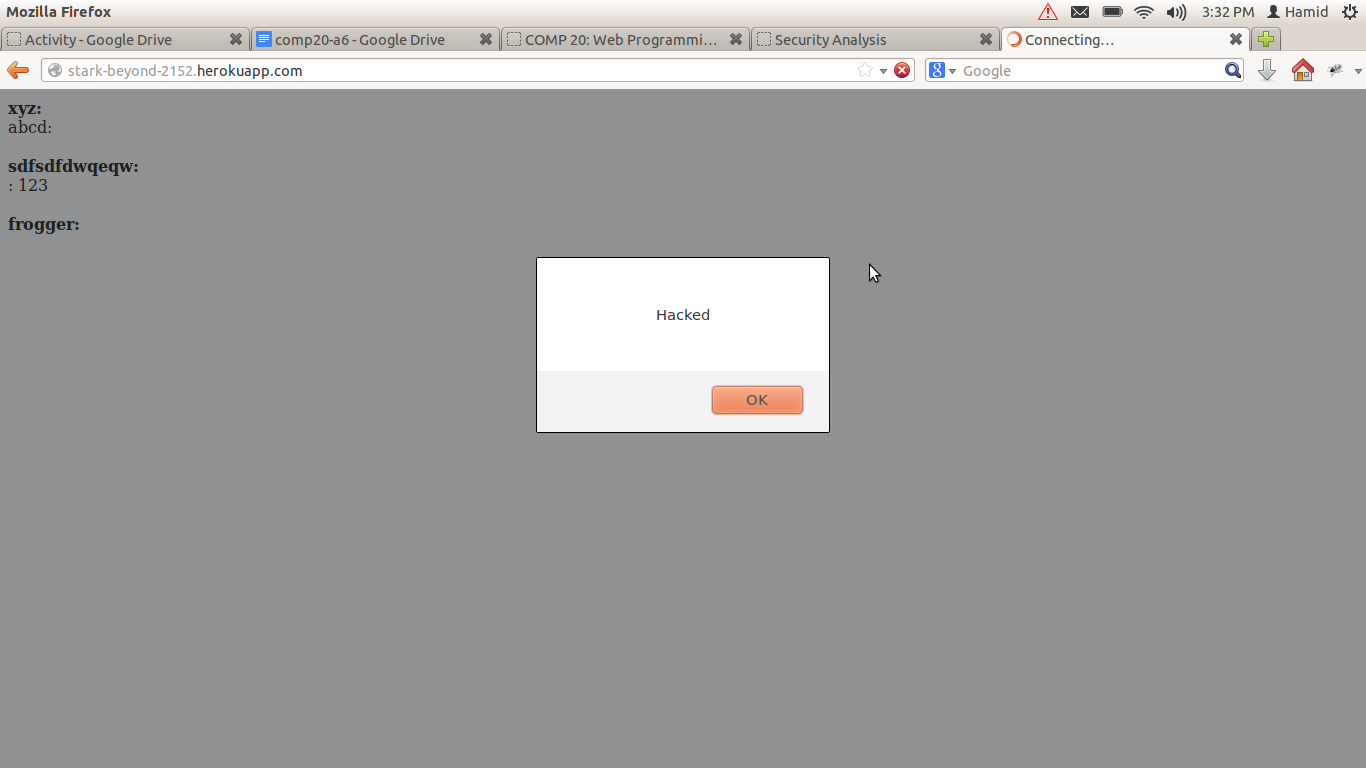 Mozilla Firefox
3:32 PM Hamid
Activity - Google Drive
comp20-a6 - Google Drive
COMP 20: Web Programmi...
Security Analysis
Connecting...
stark-beyond-2152.herokuapp.com
8 Google
xyz:
abcd:
sdfsdfdwqeqw:
: 123
frogger:
Hacked
OK